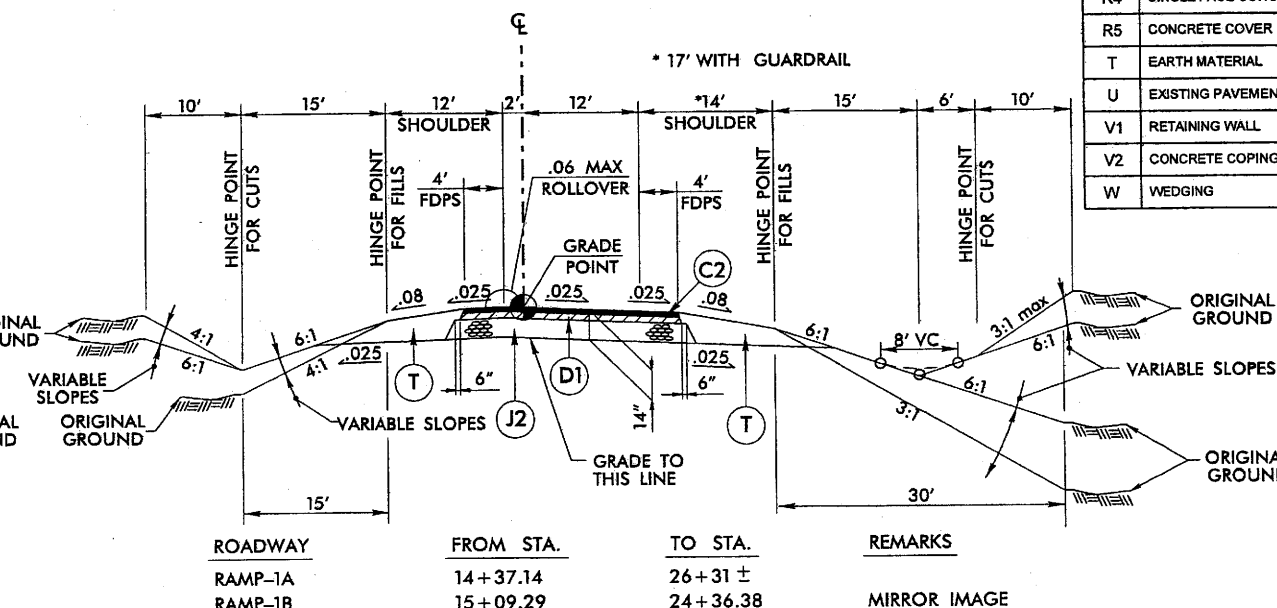 ℄
* 17' WITH GUARDRAIL
R5 CONCRETE COVER
T EARTH MATERIAL
U EXISTING
V1 RETAINING WALL
V2 CONCRETE COPING
W WEDGING
10' 15' 12' 2' 12' *14' 15' 6' 10'
SHOULDER SHOULDER
HINGE POINT
FOR CUTS
HINGE POINT
FOR FILLS
4'
FDPS
.06 MAX
ROLLOVER
4'
FDPS
HINGE POINT
FOR FILLS
HINGE POINT
FOR CUTS
GRADE
POINT
C2
.08 .025 .025 .025 .08
4:1
6:1
6:1
4:1
.025
T
6"
J2
D1
14"
6"
.025
T
6:1
8' VC
3:1 max
6:1
6:1
3:1
VARIABLE
SLOPES
ORIGINAL
GROUND
VARIABLE SLOPES
GRADE TO
THIS LINE
ORIGINAL
GROUND
VARIABLE SLOPES
15' 30'
ROADWAY FROM STA. TO STA. REMARKS
RAMP-1A 14+37.14 26+31 ±
RAMP-1B 15+09.29 24+36.38 MIRROR IMAGE